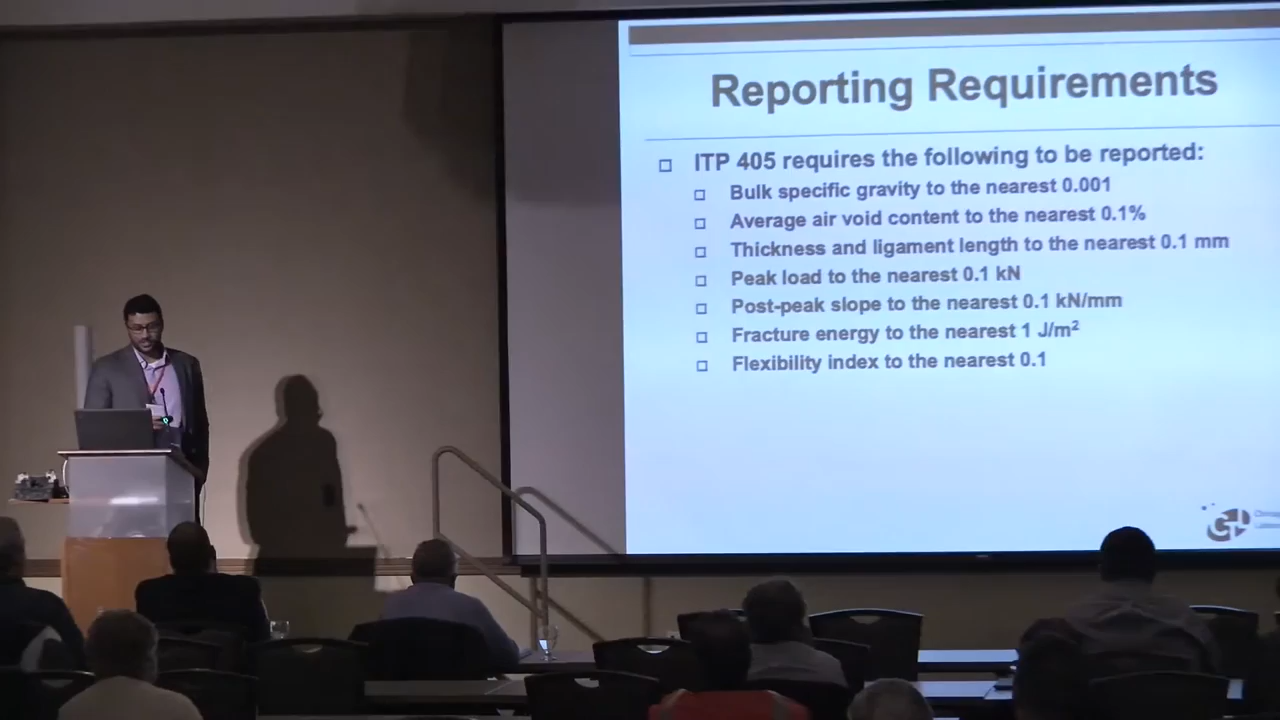 Reporting Requirements
ITP 405 requires the following to be reported:
Bulk specific gravity to the nearest 0.001
Average air void content to the nearest 0.1%
Thickness and ligament length to the nearest 0.1 mm
Peak load to the nearest 0.1 kN
Post-peak slope to the nearest 0.1 kN/mm
Fracture energy to the nearest 1 J/m²
Flexibility index to the nearest 0.1